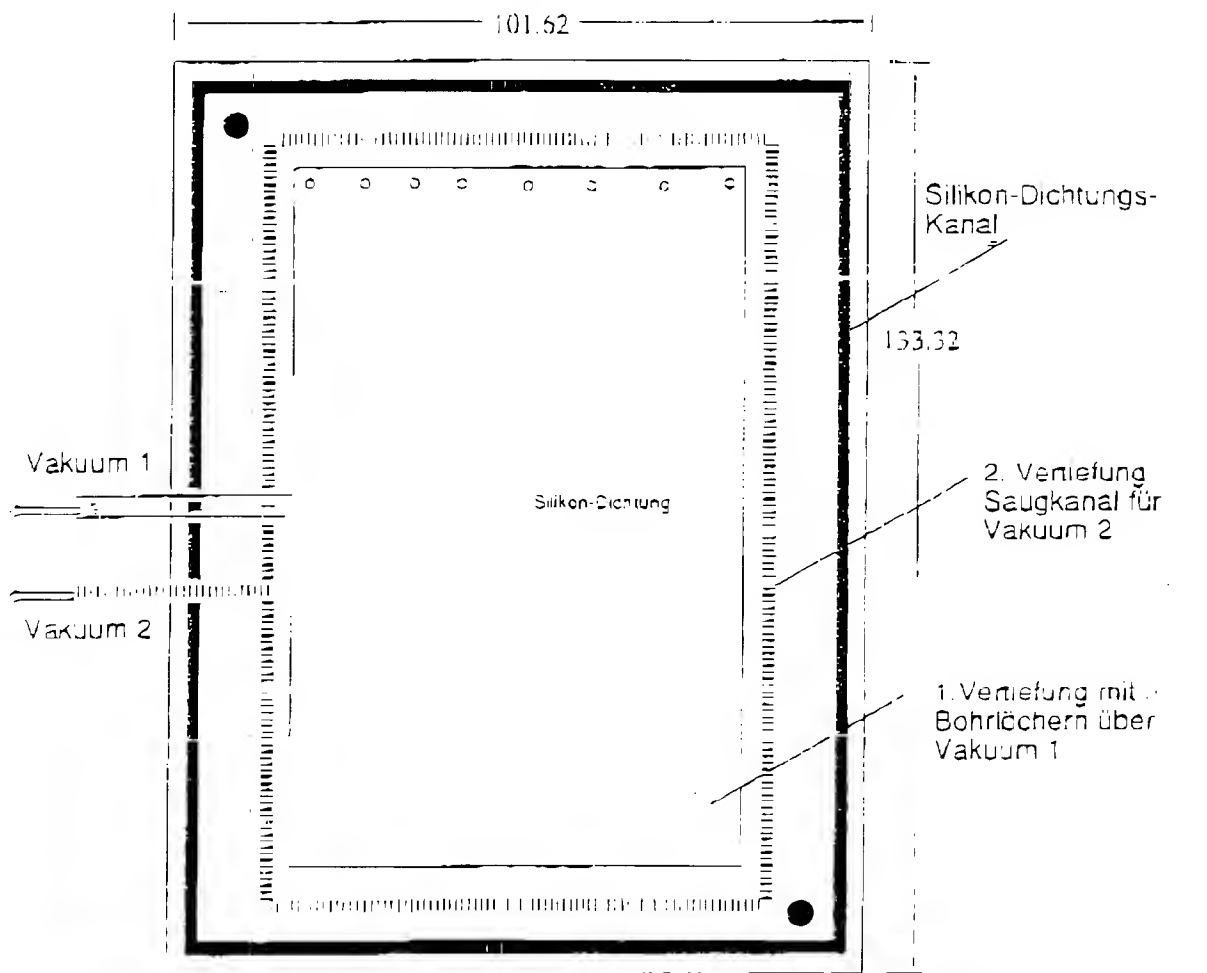 101.62
Silikon-Dichtungs-
Kanal
133.32
Vakuum 1
Silikon-Dichtung
2. Vertiefung
Saugkanal für
Vakuum 2
Vakuum 2
1. Vertiefung mit
Bohrlöchern über
Vakuum 1